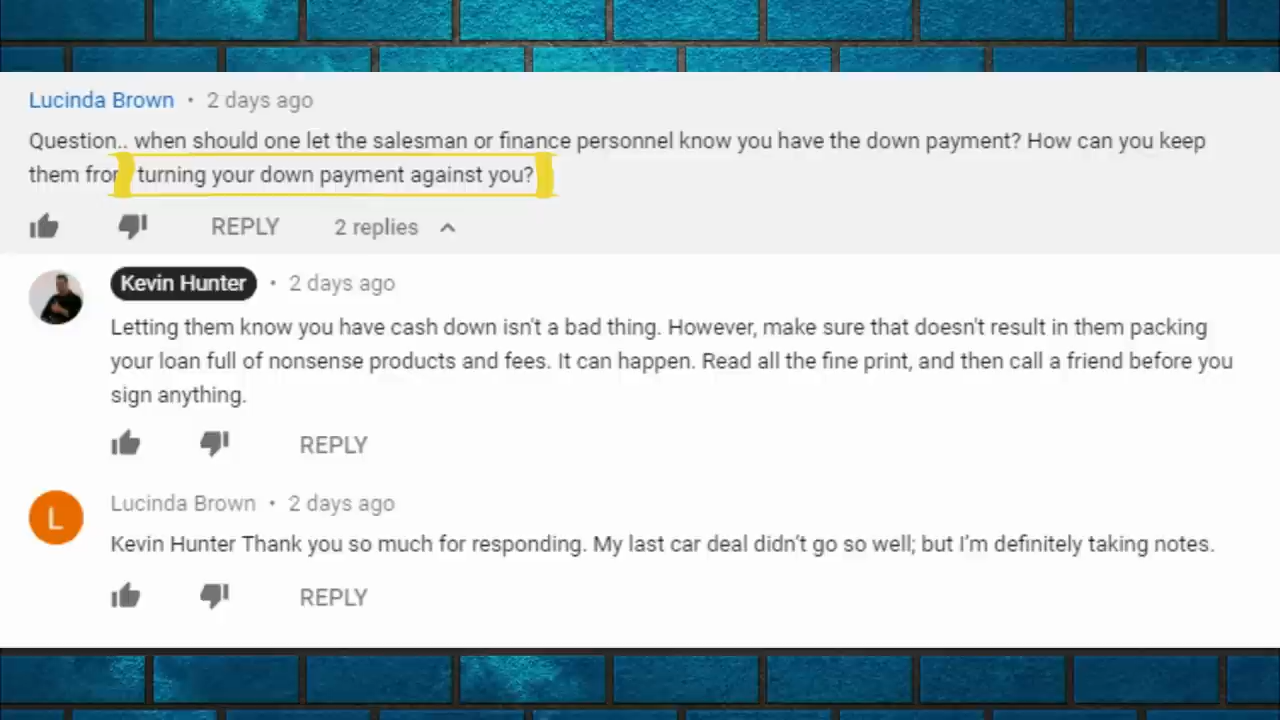 Lucinda Brown • 2 days ago
Question.. when should one let the salesman or finance personnel know you have the down payment? How can you keep
them from turning your down payment against you?
REPLY 2 replies
Kevin Hunter • 2 days ago
Letting them know you have cash down isn't a bad thing. However, make sure that doesn't result in them packing
your loan full of nonsense products and fees. It can happen. Read all the fine print, and then call a friend before you
sign anything.
REPLY
L
Lucinda Brown • 2 days ago
Kevin Hunter Thank you so much for responding. My last car deal didn't go so well; but I'm definitely taking notes.
REPLY